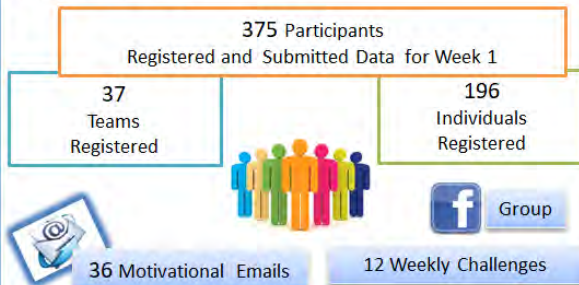 375 Participants
Registered and Submitted Data for Week 1
37
Teams
Registered
196
Individuals
Registered
@
f
Group
36 Motivational Emails
12 Weekly Challenges